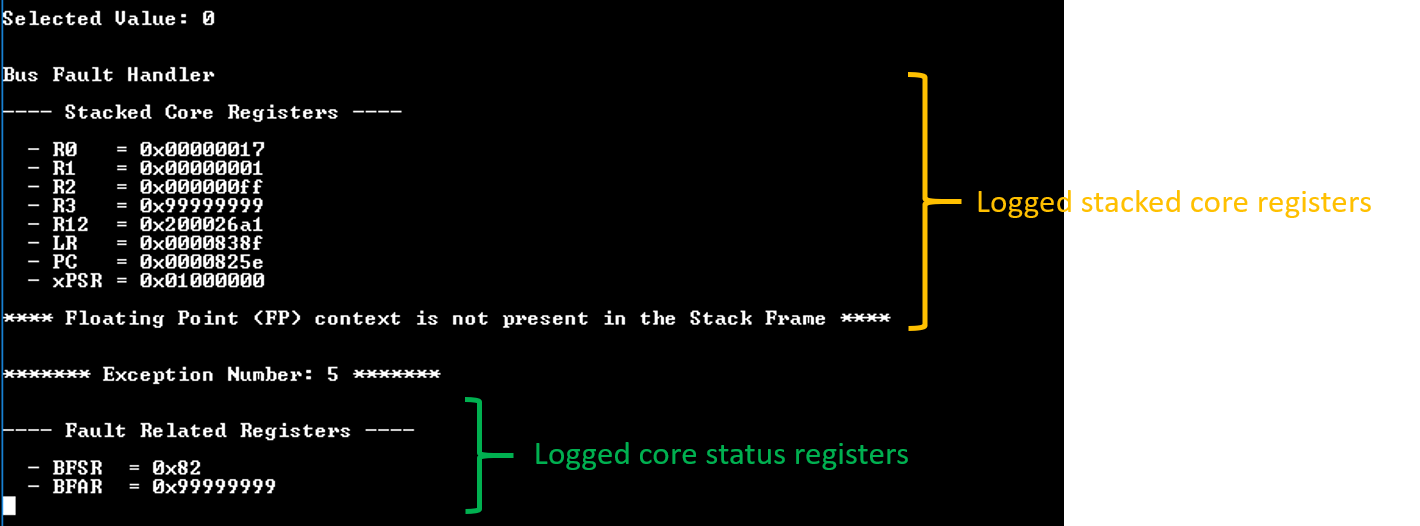 Selected Value: 0
Bus Fault Handler
---- Stacked Core Registers ----
- R0 = 0x00000017
- R1 = 0x00000001
- R2 = 0x000000ff
- R3 = 0x99999999
- R12 = 0x200026a1
- LR = 0x0000838f
- PC = 0x0000825e
- xPSR = 0x01000000
**** Floating Point (FP) context is not present in the Stack Frame ****
Logged stacked core registers
******* Exception Number: 5 *******
---- Fault Related Registers ----
- BFSR = 0x82
- BFAR = 0x99999999
Logged core status registers